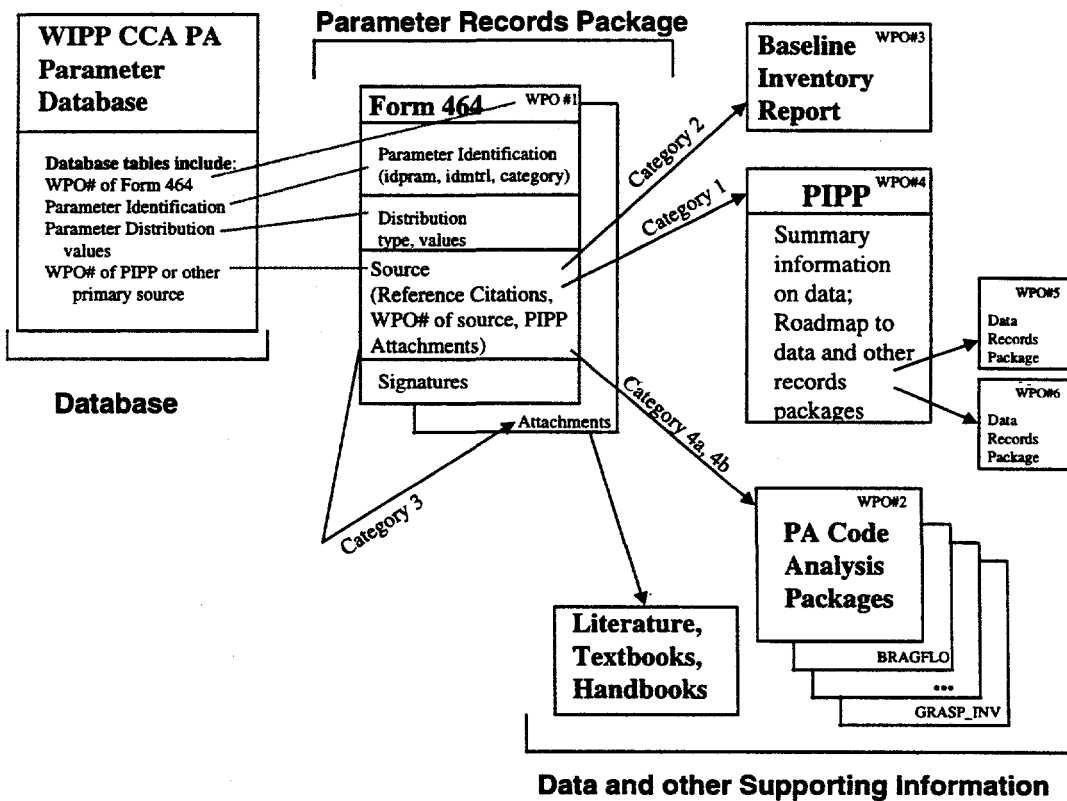 Parameter Records Package
WIPP CCA PA
Parameter
Database
Database tables include:
WPO# of Form 464
Parameter Identification
Parameter Distribution
values
WPO# of PIPP or other
primary source
Database
Form 464
WPO #1
Parameter Identification
(idpram, idmtrl, category)
Distribution
type, values
Source
(Reference Citations,
WPO# of source, PIPP
Attachments)
Signatures
Attachments
Category 2
Category 1
Category 4a, 4b
Category 3
WPO#3
Baseline
Inventory
Report
WPO#4
PIPP
Summary
information
on data;
Roadmap to
data and other
records
packages
WPO#5
Data
Records
Package
WPO#6
Data
Records
Package
WPO#2
PA Code
Analysis
Packages
BRAGFLO
...
GRASP_INV
Literature,
Textbooks,
Handbooks
Data and other Supporting Information